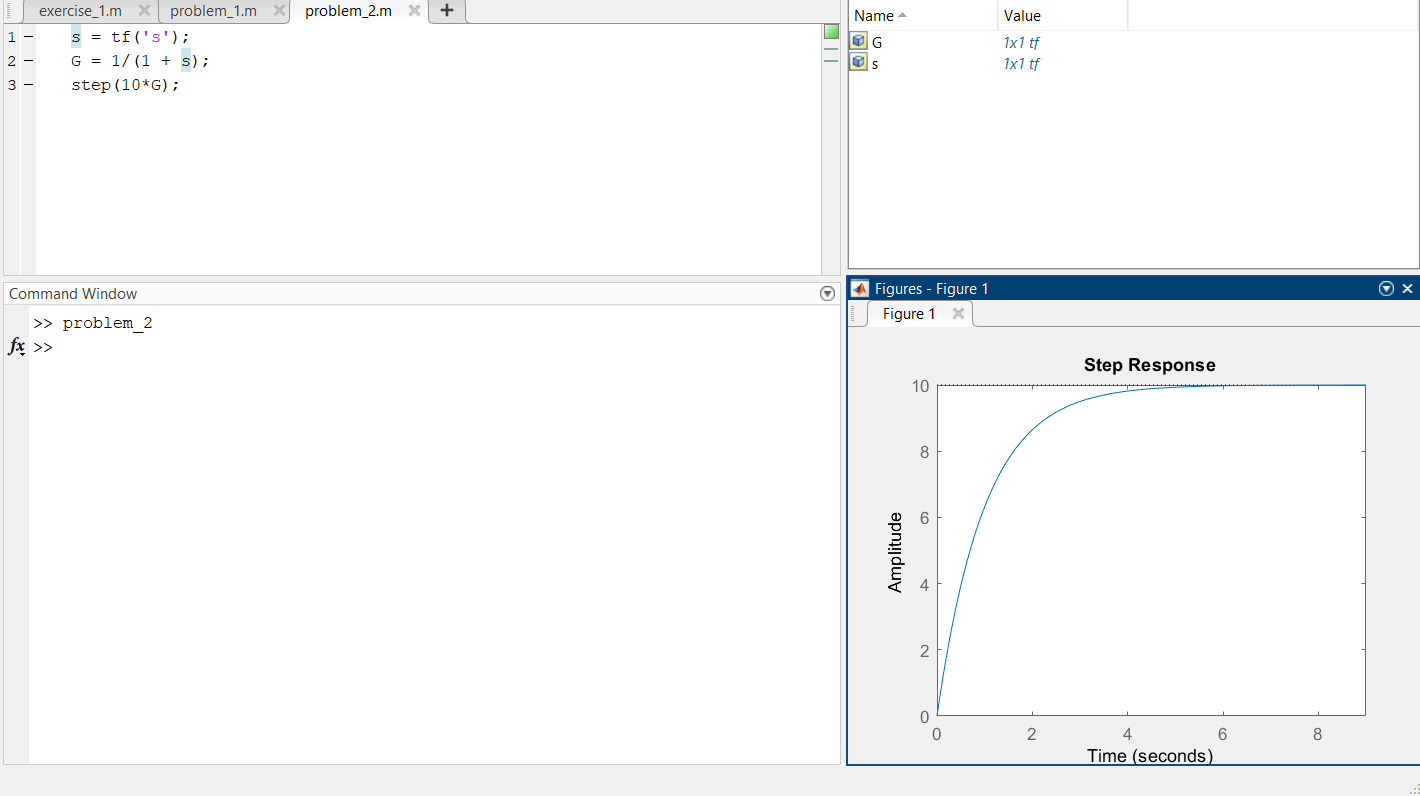 exercise_1.m problem_1.m problem_2.m
1 s = tf('s');
2 G = 1/(1 + s);
3 step(10*G);
Name Value
G 1x1 tf
s 1x1 tf
Command Window
>> problem_2
fx >>
Figures - Figure 1
Figure 1
Step Response
10
8
6
4
2
0
Amplitude
0 2 4 6 8
Time (seconds)